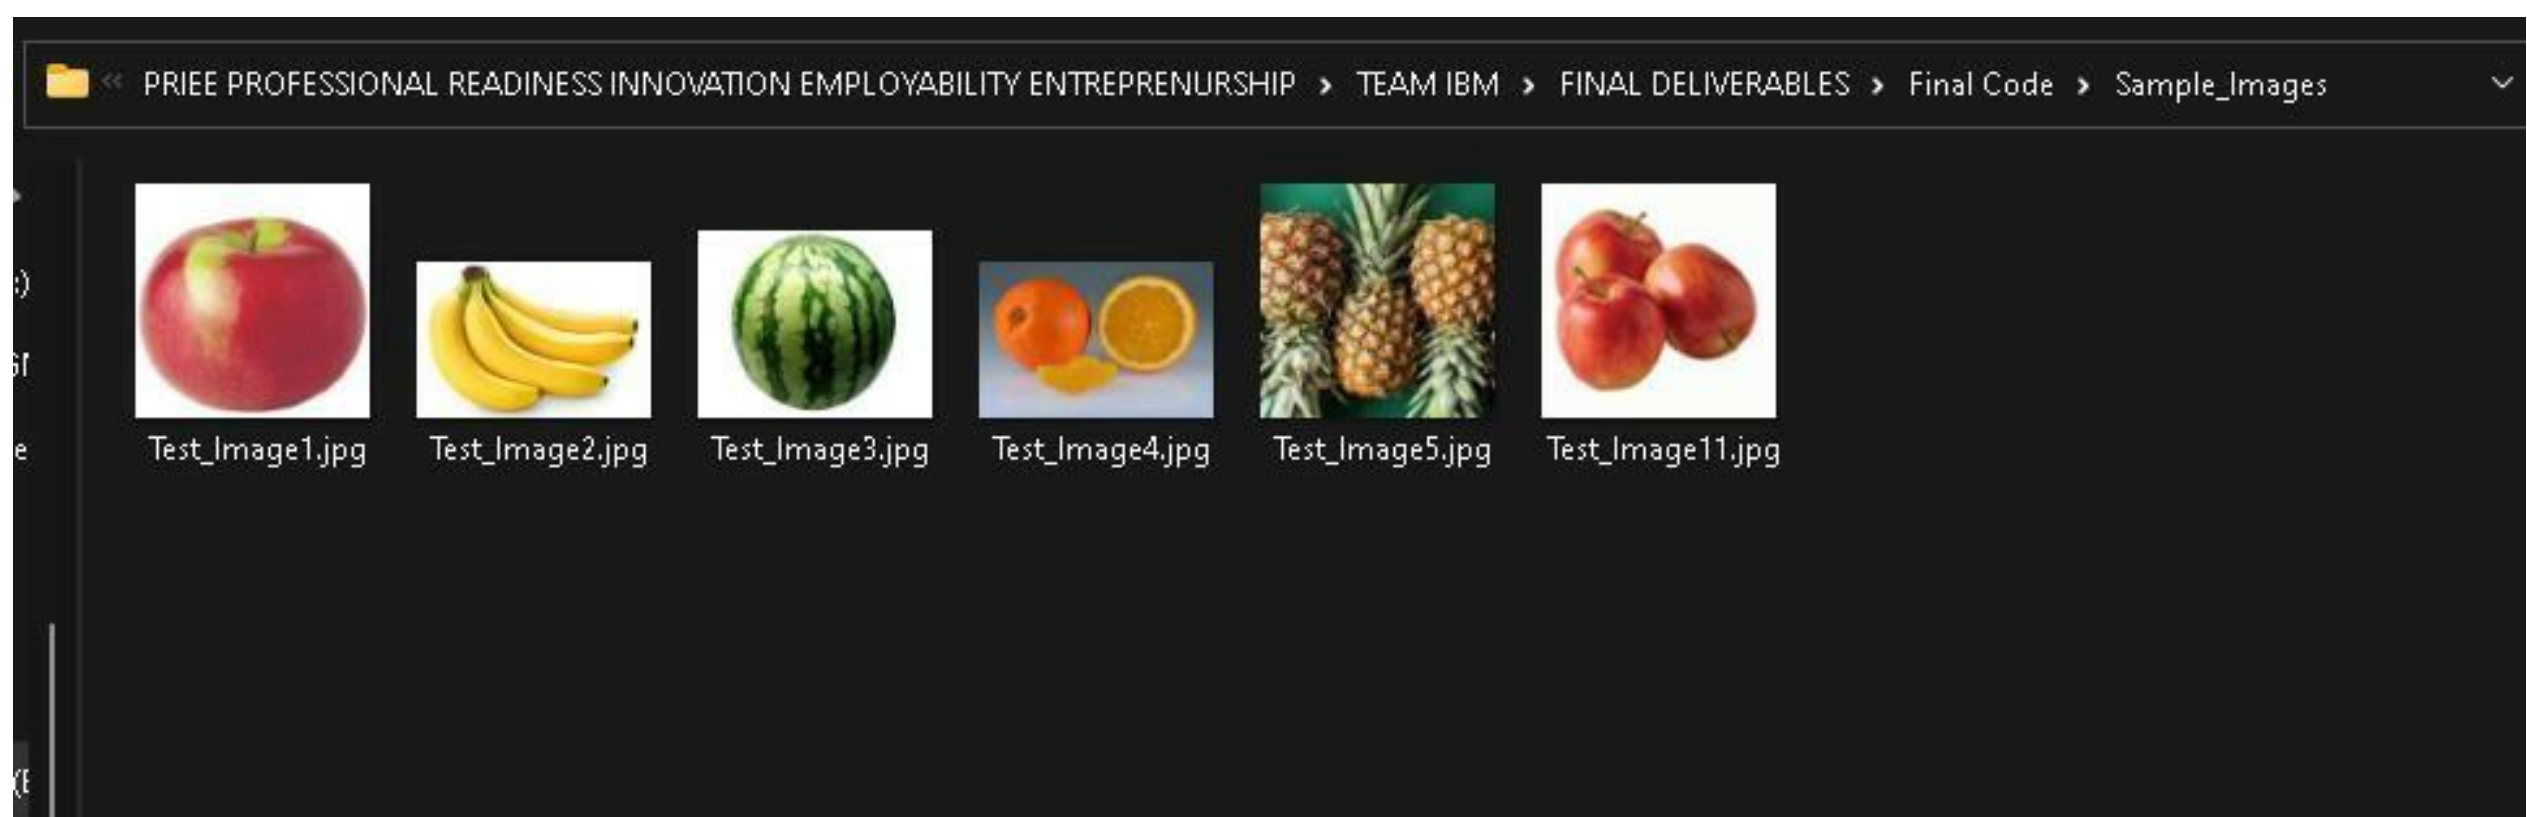 « PRIEE PROFESSIONAL READINESS INNOVATION EMPLOYABILITY ENTREPRENURSHIP > TEAM IBM > FINAL DELIVERABLES > Final Code > Sample_Images
:)
e
Test_Image1.jpg Test_Image2.jpg Test_Image3.jpg Test_Image4.jpg Test_Image5.jpg Test_Image11.jpg
(E